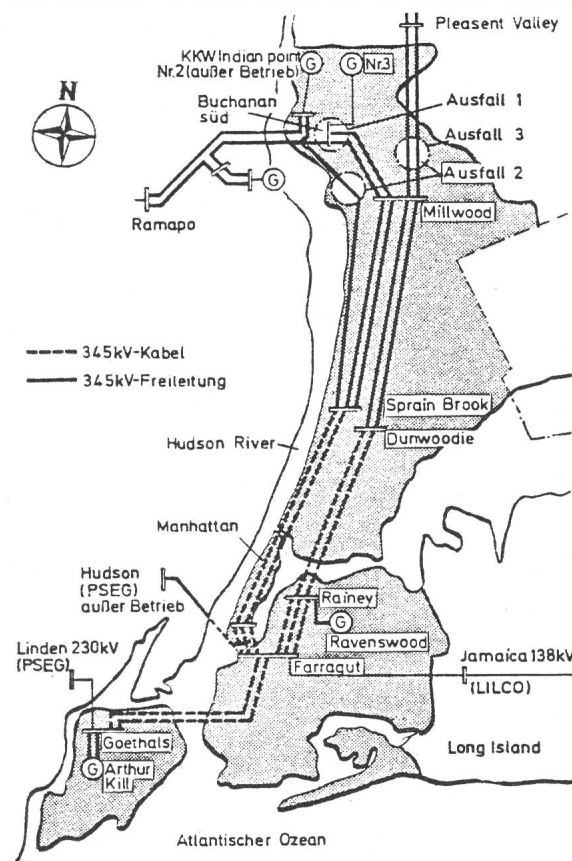 Pleasent Valley
KKW Indian point
Nr.2 (außer Betrieb)
G
G
Nr.3
N
Buchanan
süd
Ausfall 1
Ausfall 3
Ausfall 2
G
Ramapo
Millwood
345kV-Kabel
345kV-Freileitung
Sprain Brook
Dunwoodie
Hudson River
Manhattan
Hudson
(PSEG)
außer Betrieb
Rainey
G
Ravenswood
Linden 230kV
(PSEG)
Farragut
Jamaica 138kV
(LILCO)
Goethals
G
Arthur
Kill
Long Island
Atlantischer Ozean